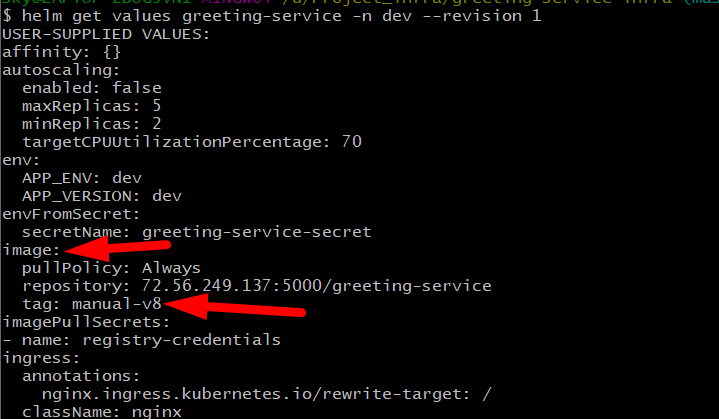 $ helm get values greeting-service -n dev --revision 1
USER-SUPPLIED VALUES:
affinity: {}
autoscaling:
  enabled: false
  maxReplicas: 5
  minReplicas: 2
  targetCPUUtilizationPercentage: 70
env:
  APP_ENV: dev
  APP_VERSION: dev
envFromSecret:
  secretName: greeting-service-secret
image:
  pullPolicy: Always
  repository: 72.56.249.137:5000/greeting-service
  tag: manual-v8
imagePullSecrets:
- name: registry-credentials
ingress:
  annotations:
    nginx.ingress.kubernetes.io/rewrite-target: /
  className: nginx